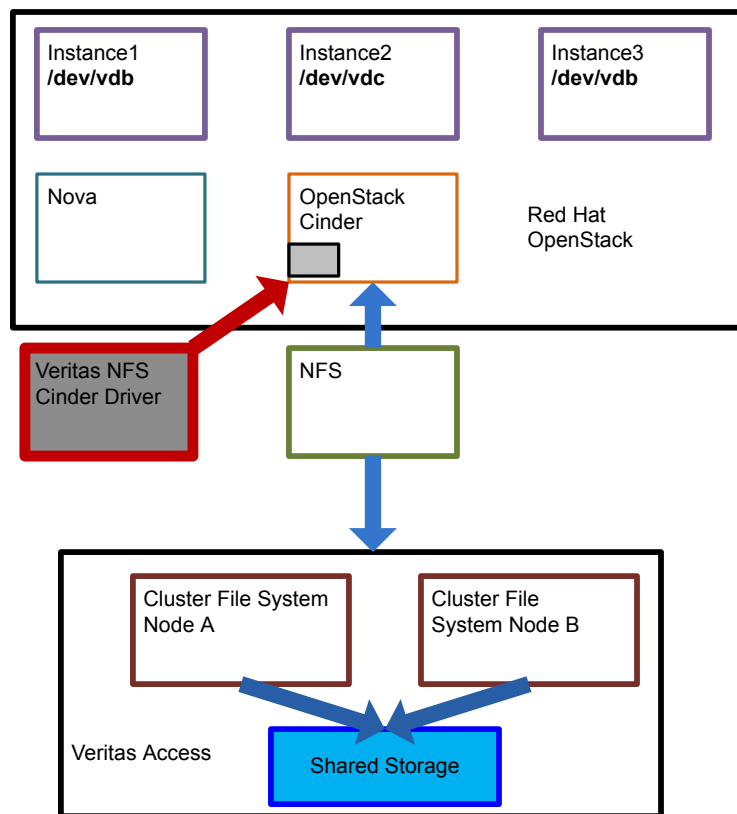 Instance1
/dev/vdb
Instance2
/dev/vdc
Instance3
/dev/vdb
Nova
OpenStack
Cinder
Red Hat
OpenStack
Veritas NFS
Cinder Driver
NFS
Cluster File System
Node A
Cluster File
System Node B
Veritas Access
Shared Storage